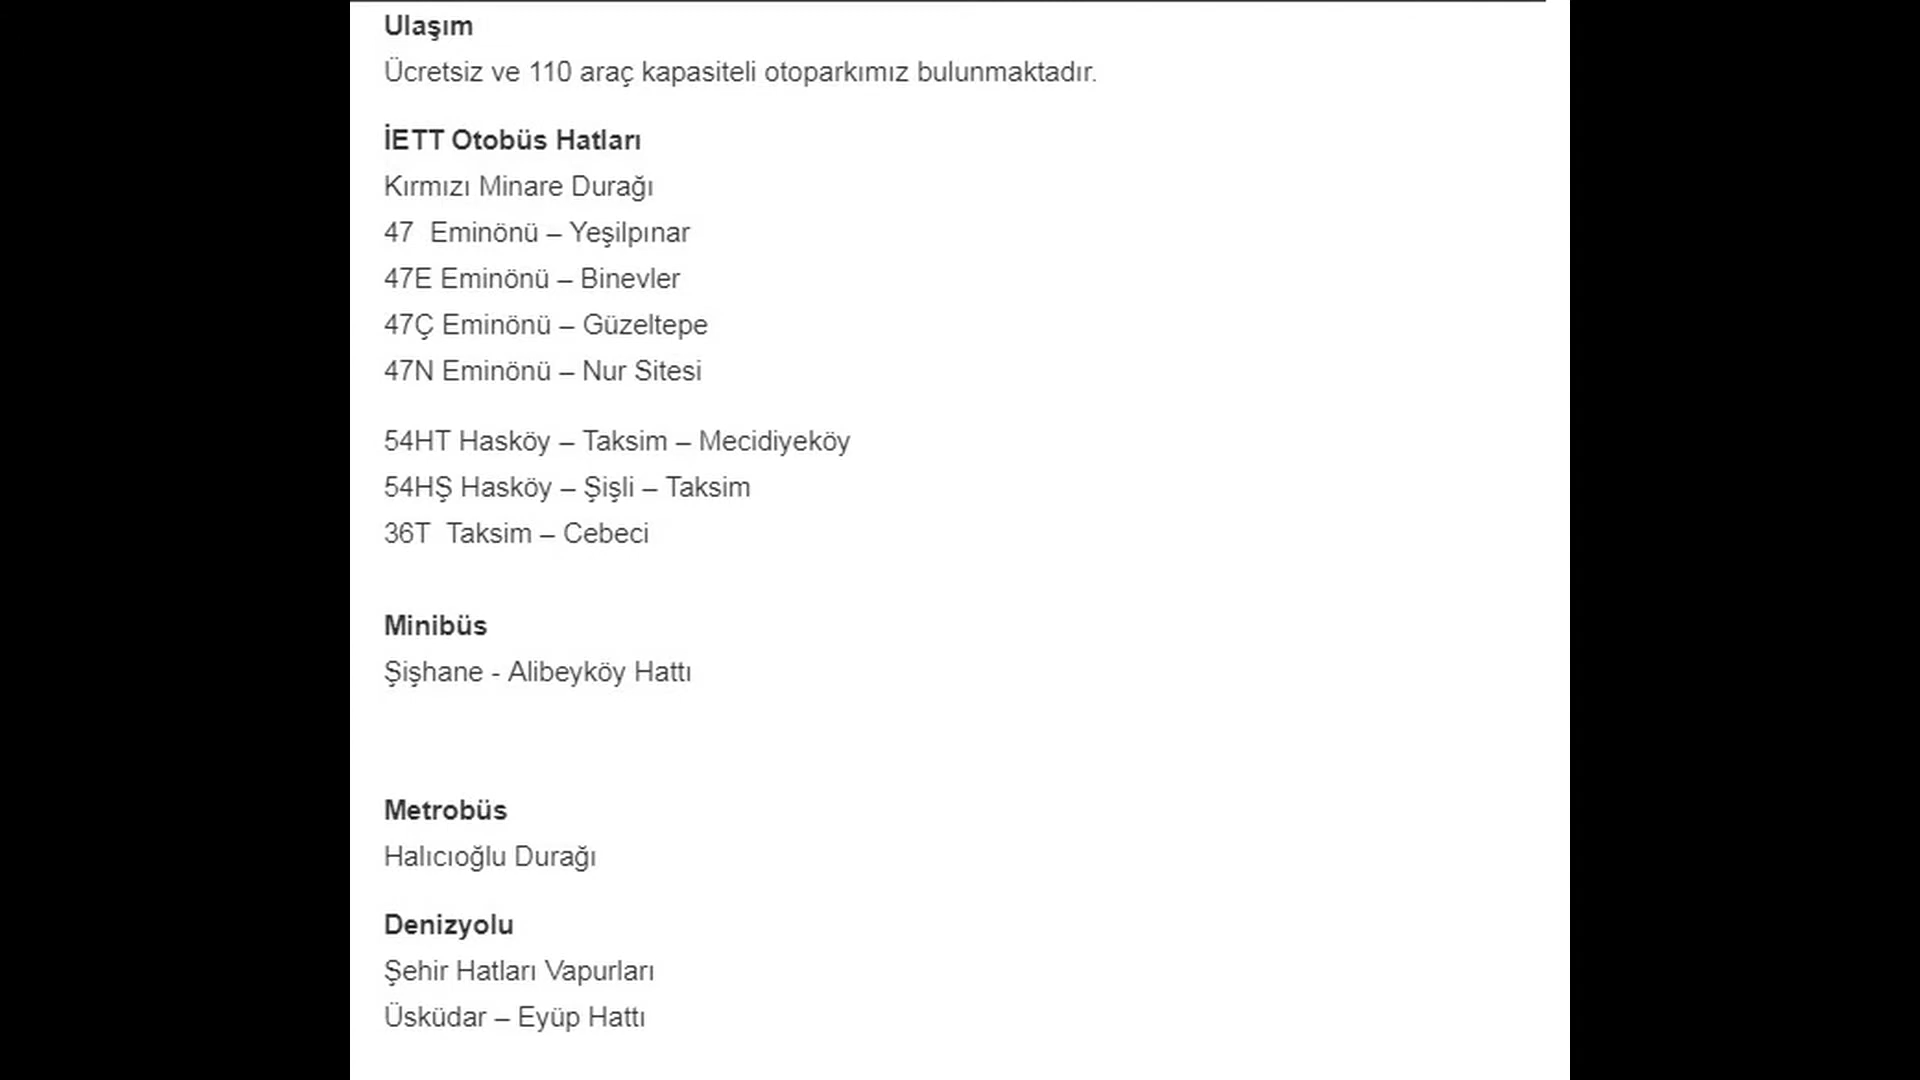 Ulaşım
Ücretsiz ve 110 araç kapasiteli otoparkımız bulunmaktadır.
İETT Otobüs Hatları
Kırmızı Minare Durağı
47  Eminönü – Yeşilpınar
47E Eminönü – Binevler
47Ç Eminönü – Güzeltepe
47N Eminönü – Nur Sitesi
54HT Hasköy – Taksim – Mecidiyeköy
54HŞ Hasköy – Şişli – Taksim
36T  Taksim – Cebeci
Minibüs
Şişhane - Alibeyköy Hattı
Metrobüs
Halıcıoğlu Durağı
Denizyolu
Şehir Hatları Vapurları
Üsküdar – Eyüp Hattı